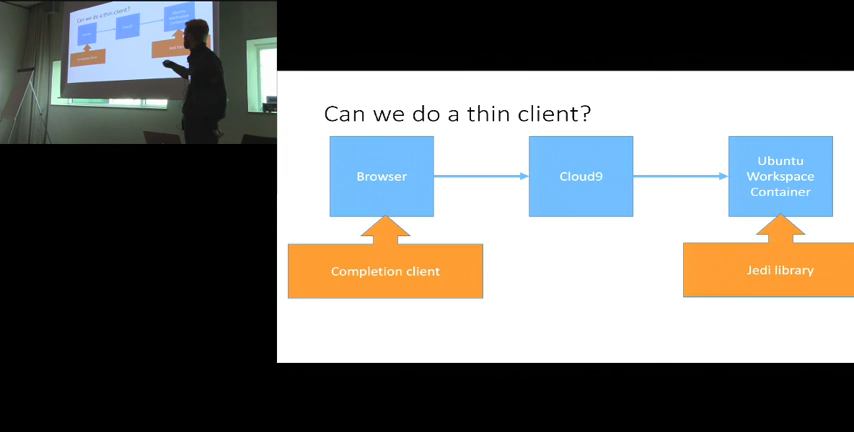 Can we do a thin client?
Browser
Cloud9
Ubuntu
Workspace
Container
Completion client
Jedi library